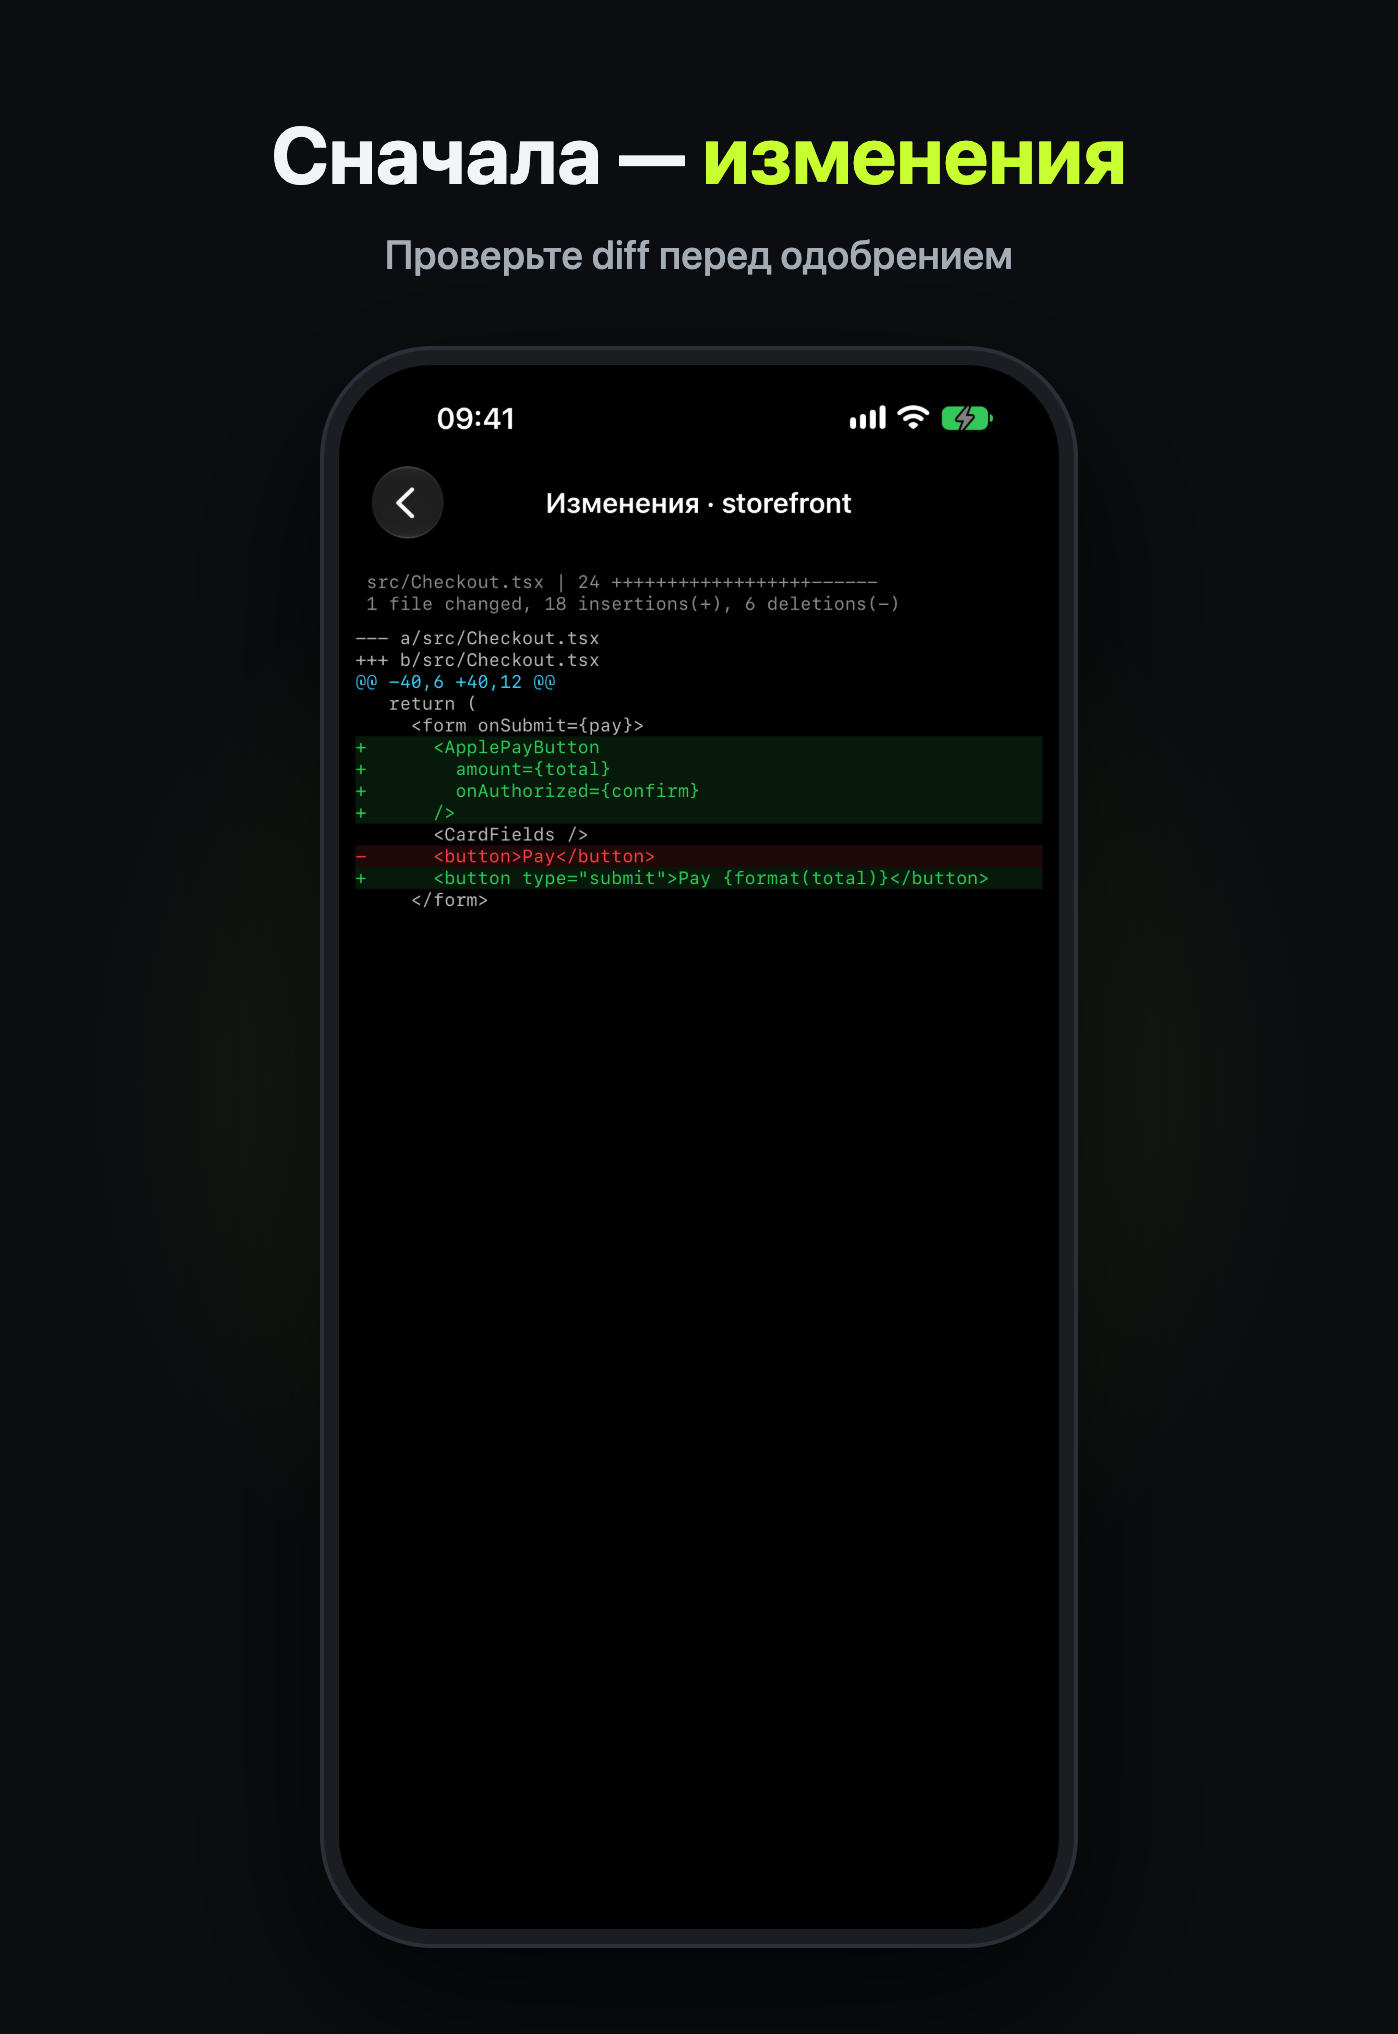 Сначала — изменения
Проверьте diff перед одобрением
09:41
Изменения · storefront
src/Checkout.tsx | 24 ++++++++++++++++++------
1 file changed, 18 insertions(+), 6 deletions(-)
--- a/src/Checkout.tsx
+++ b/src/Checkout.tsx
@@ -40,6 +40,12 @@
return (
<form onSubmit={pay}>
+ <ApplePayButton
+ amount={total}
+ onAuthorized={confirm}
+ />
<CardFields />
- <button>Pay</button>
+ <button type="submit">Pay {format(total)}</button>
</form>